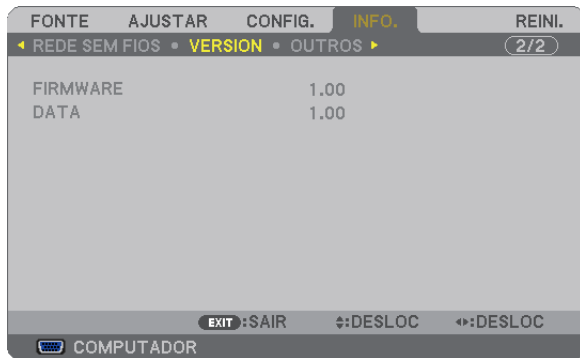 FONTE AJUSTAR CONFIG. INFO. REINI.
REDE SEM FIOS • VERSION • OUTROS 2/2
FIRMWARE 1.00
DATA 1.00
EXIT :SAIR :DESLOC :DESLOC
COMPUTADOR